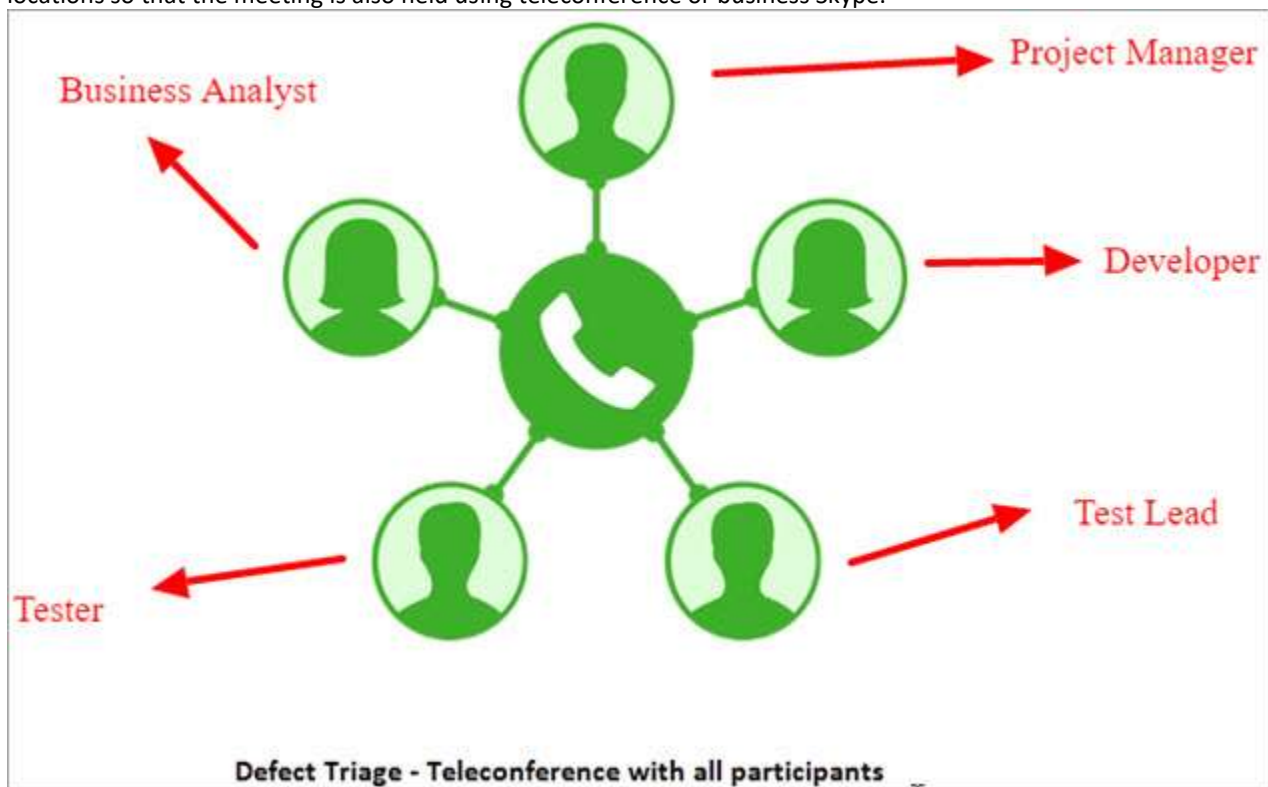 locations so that the meeting is also held using teleconference or business Skype.
Project Manager
Business Analyst
Developer
Test Lead
Tester
Defect Triage - Teleconference with all participants